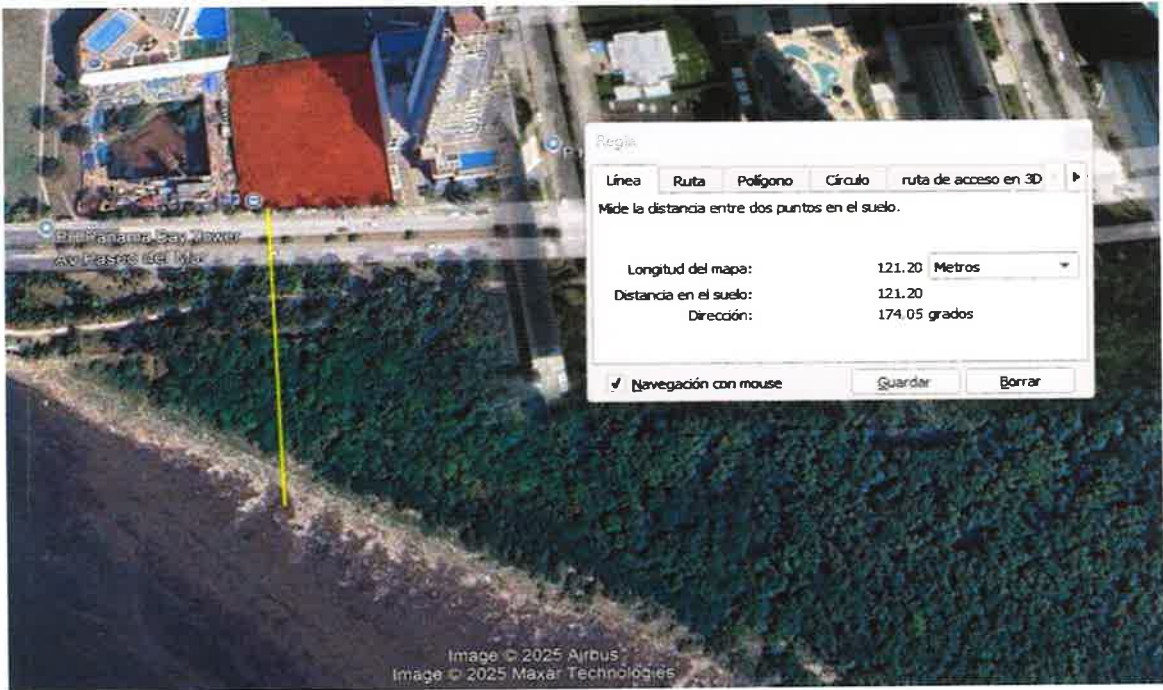 Regla
Línea
Ruta
Polígono
Círculo
ruta de acceso en 3D
Mide la distancia entre dos puntos en el suelo.
Longitud del mapa: 121.20 Metros
Distancia en el suelo: 121.20
Dirección: 174.05 grados
Navegación con mouse
Guardar
Borrar
PH Panama Bay Tower
Av Paseo del Mar
Image © 2025 Airbus
Image © 2025 Maxar Technologies